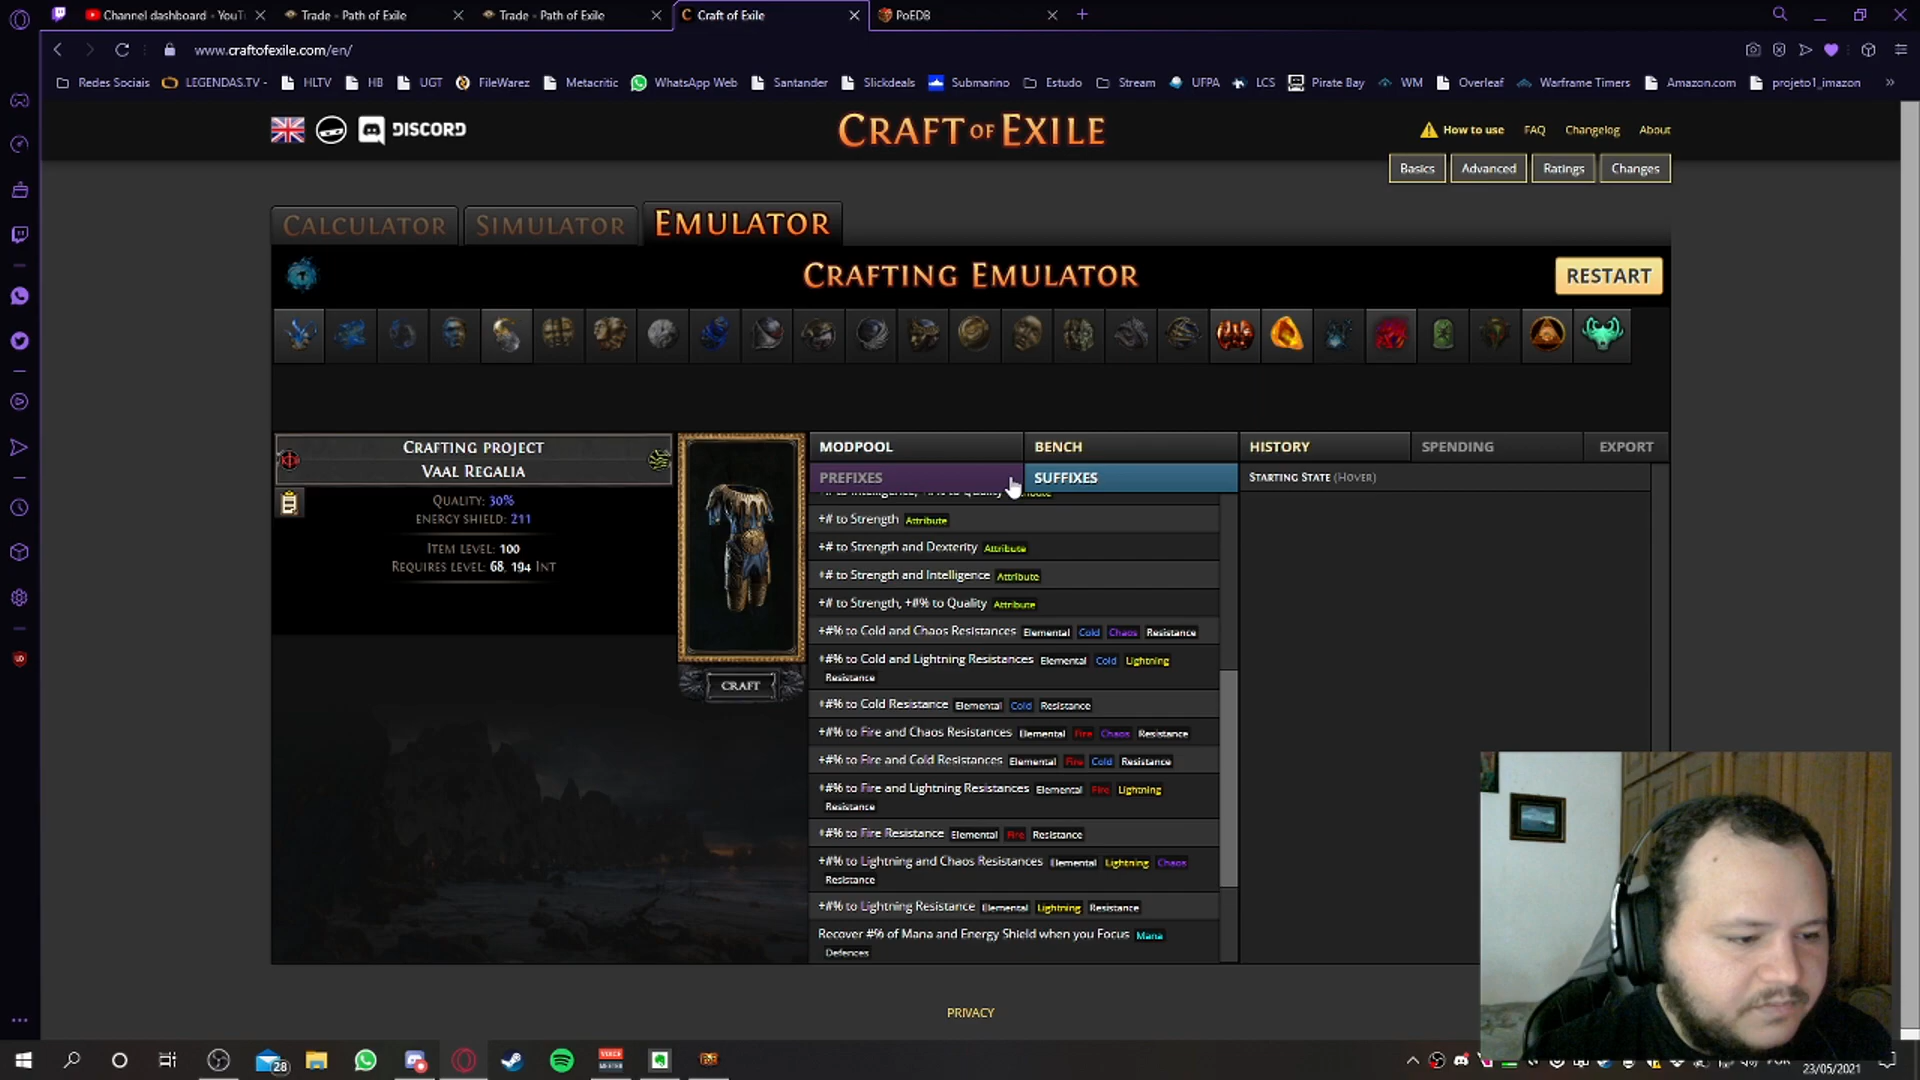 Channel dashboard - YouT
Trade - Path of Exile
Trade - Path of Exile
Craft of Exile
PoEDB
www.craftofexile.com/en/
Redes Sociais
LEGENDAS.TV -
HLTV
HB
UGT
FileWarez
Metacritic
WhatsApp Web
Santander
Slickdeals
Submarino
Estudo
Stream
UFPA
LCS
Pirate Bay
WM
Overleaf
Warframe Timers
Amazon.com
projeto1_imazon
DISCORD
CRAFT OF EXILE
How to use FAQ Changelog About
Basics Advanced Ratings Changes
CALCULATOR SIMULATOR EMULATOR
CRAFTING EMULATOR
RESTART
CRAFTING PROJECT
VAAL REGALIA
QUALITY: 30%
ENERGY SHIELD: 211
ITEM LEVEL: 100
REQUIRES LEVEL: 68, 194 INT
CRAFT
MODPOOL BENCH HISTORY SPENDING EXPORT
PREFIXES SUFFIXES
STARTING STATE (HOVER)
+# to Strength Attribute
+# to Strength and Dexterity Attribute
+# to Strength and Intelligence Attribute
+# to Strength, +#% to Quality Attribute
+#% to Cold and Chaos Resistances Elemental Cold Chaos Resistance
+#% to Cold and Lightning Resistances Elemental Cold Lightning
Resistance
+#% to Cold Resistance Elemental Cold Resistance
+#% to Fire and Chaos Resistances Elemental Fire Chaos Resistance
+#% to Fire and Cold Resistances Elemental Fire Cold Resistance
+#% to Fire and Lightning Resistances Elemental Fire Lightning
Resistance
+#% to Fire Resistance Elemental Fire Resistance
+#% to Lightning and Chaos Resistances Elemental Lightning Chaos
Resistance
+#% to Lightning Resistance Elemental Lightning Resistance
Recover #% of Mana and Energy Shield when you Focus Mana
Defences
PRIVACY
28
23/05/2021